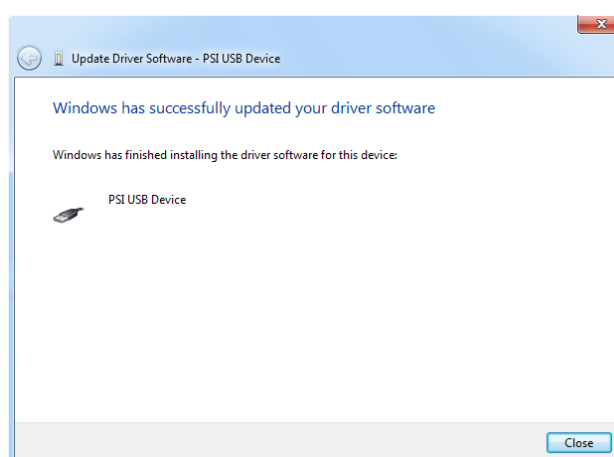 Update Driver Software - PSI USB Device
Windows has successfully updated your driver software
Windows has finished installing the driver software for this device:
PSI USB Device
Close